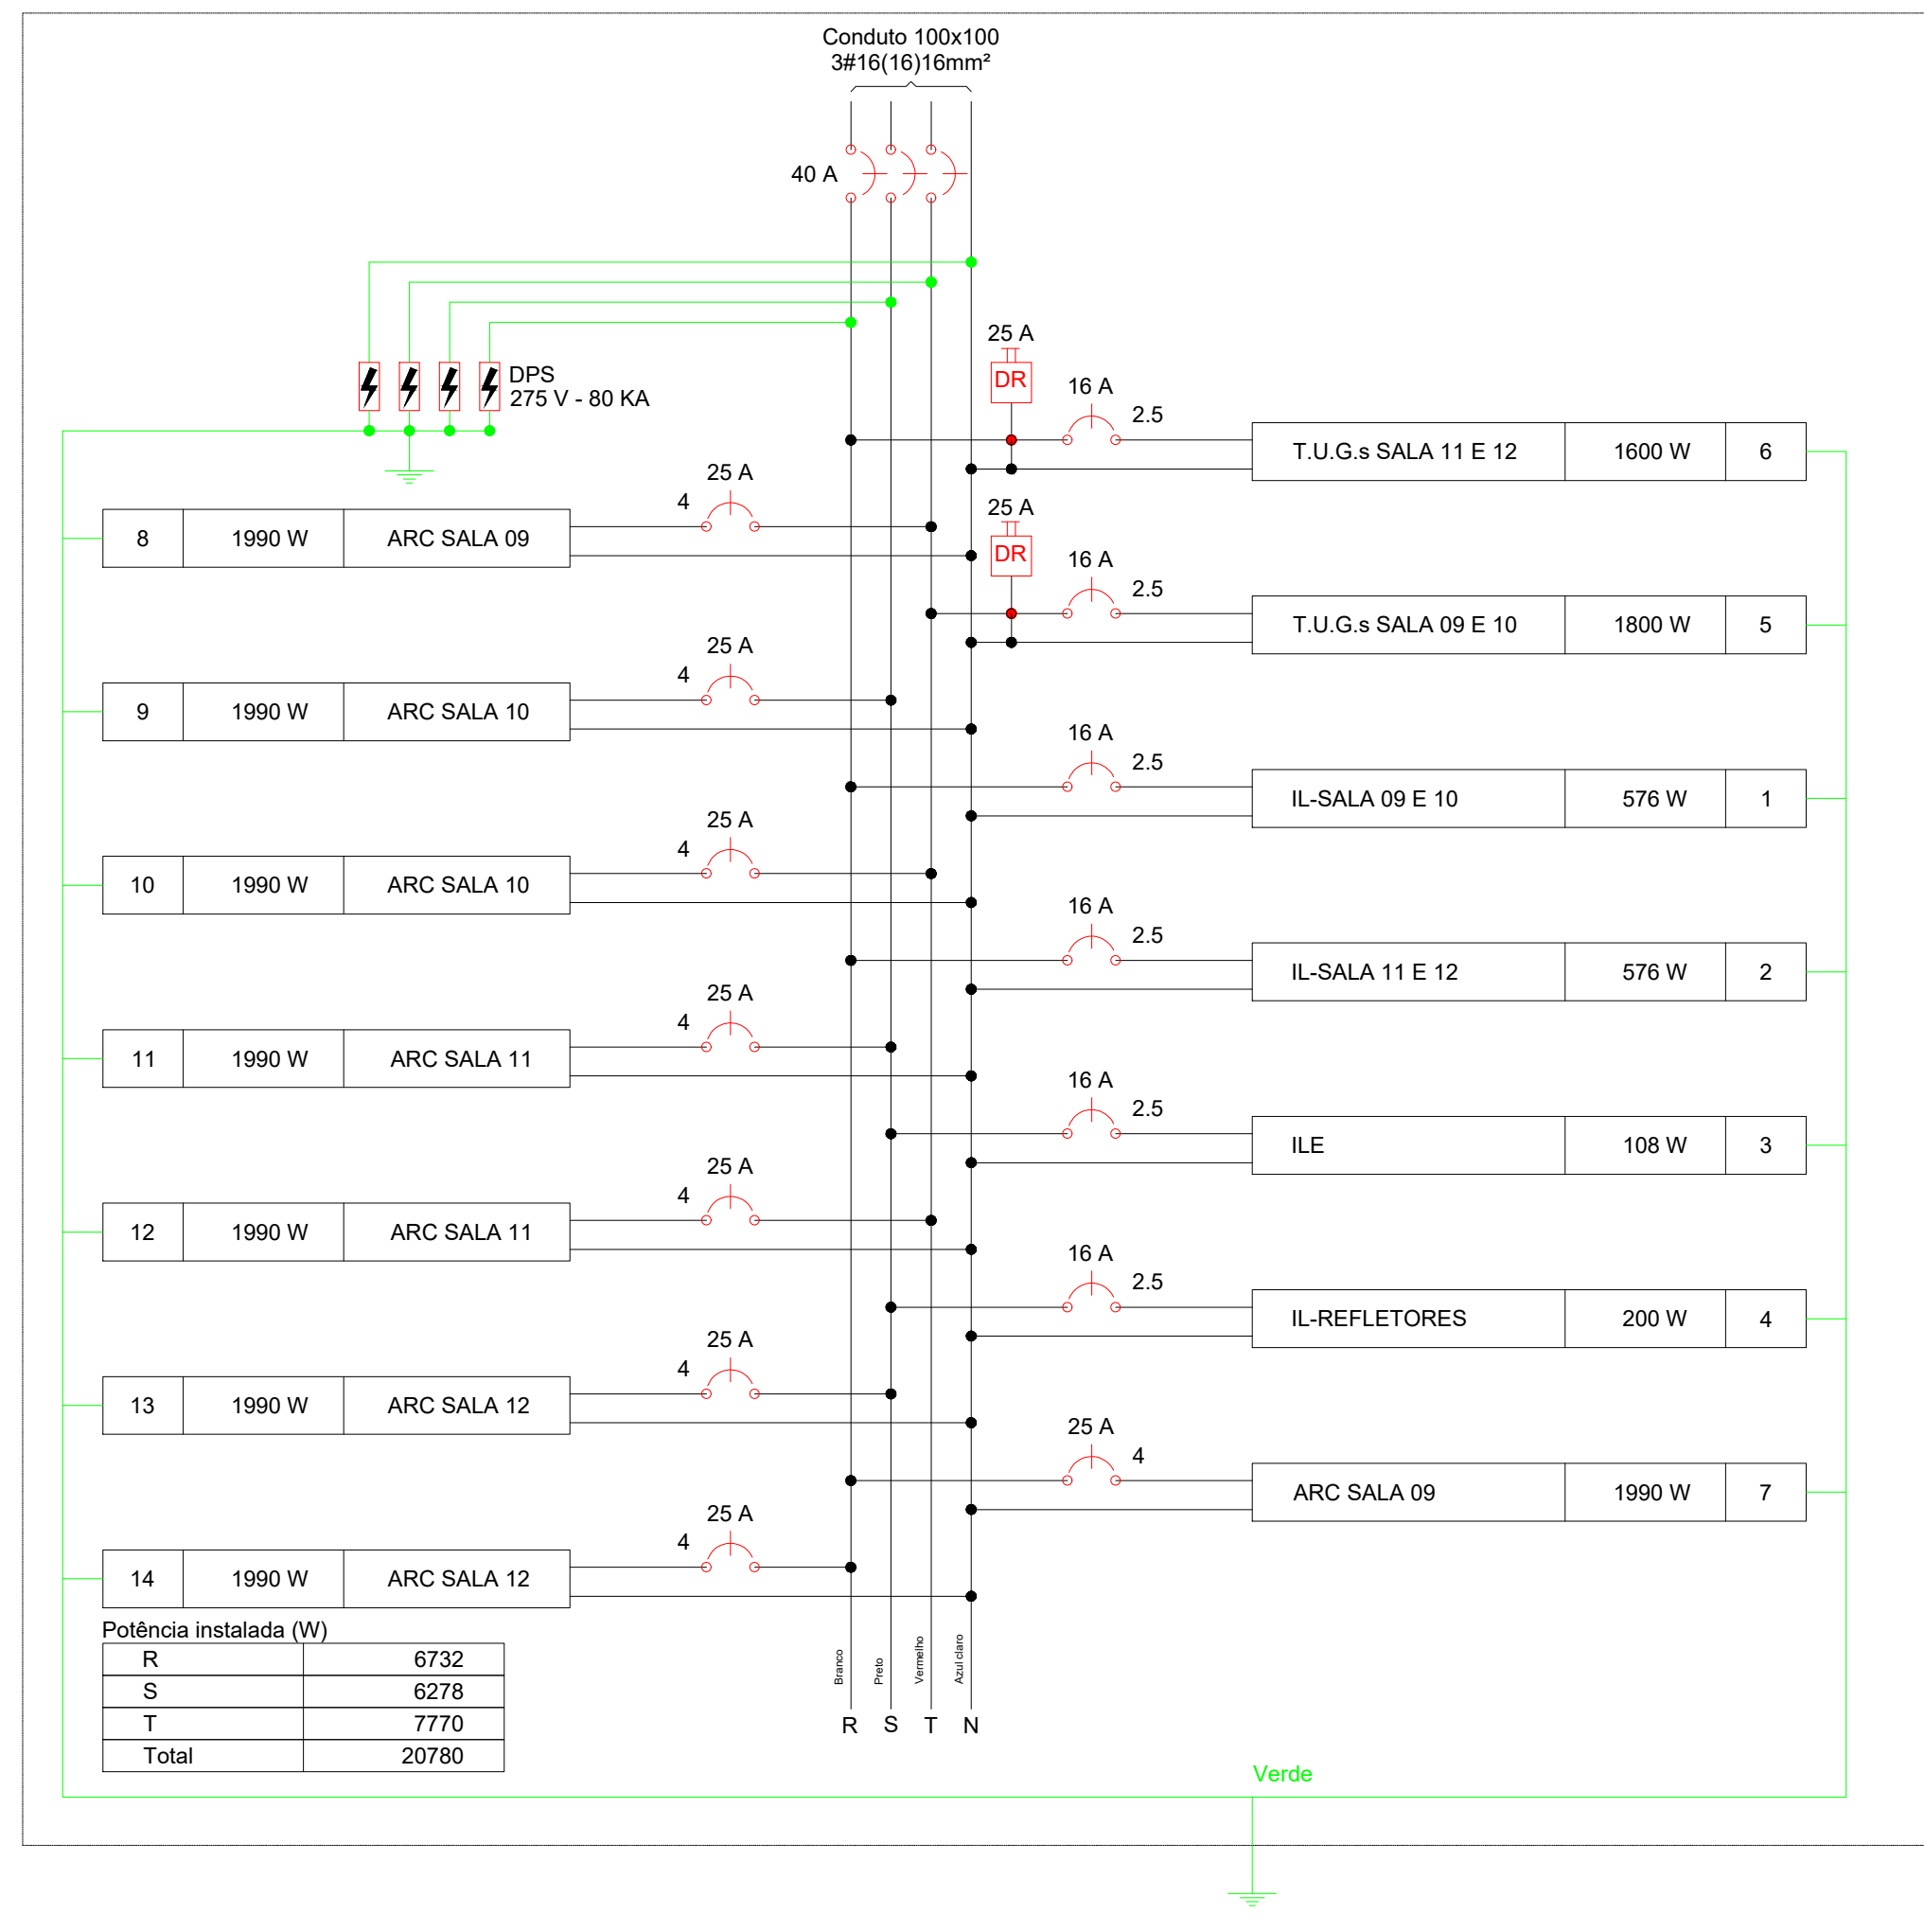 Conduto 100x100
3#16(16)16mm²
40 A
DPS
275 V - 80 KA
25 A
DR
16 A
2.5
T.U.G.s SALA 11 E 12 1600 W 6
25 A
4
8 1990 W ARC SALA 09
25 A
DR
16 A
2.5
T.U.G.s SALA 09 E 10 1800 W 5
25 A
4
9 1990 W ARC SALA 10
16 A
2.5
IL-SALA 09 E 10 576 W 1
25 A
4
10 1990 W ARC SALA 10
16 A
2.5
IL-SALA 11 E 12 576 W 2
25 A
4
11 1990 W ARC SALA 11
16 A
2.5
ILE 108 W 3
25 A
4
12 1990 W ARC SALA 11
16 A
2.5
IL-REFLETORES 200 W 4
25 A
4
13 1990 W ARC SALA 12
25 A
4
ARC SALA 09 1990 W 7
25 A
4
14 1990 W ARC SALA 12
Potência instalada (W)
R 6732
S 6278
T 7770
Total 20780
Branco
Preto
Vermelho
Azul claro
R S T N
Verde